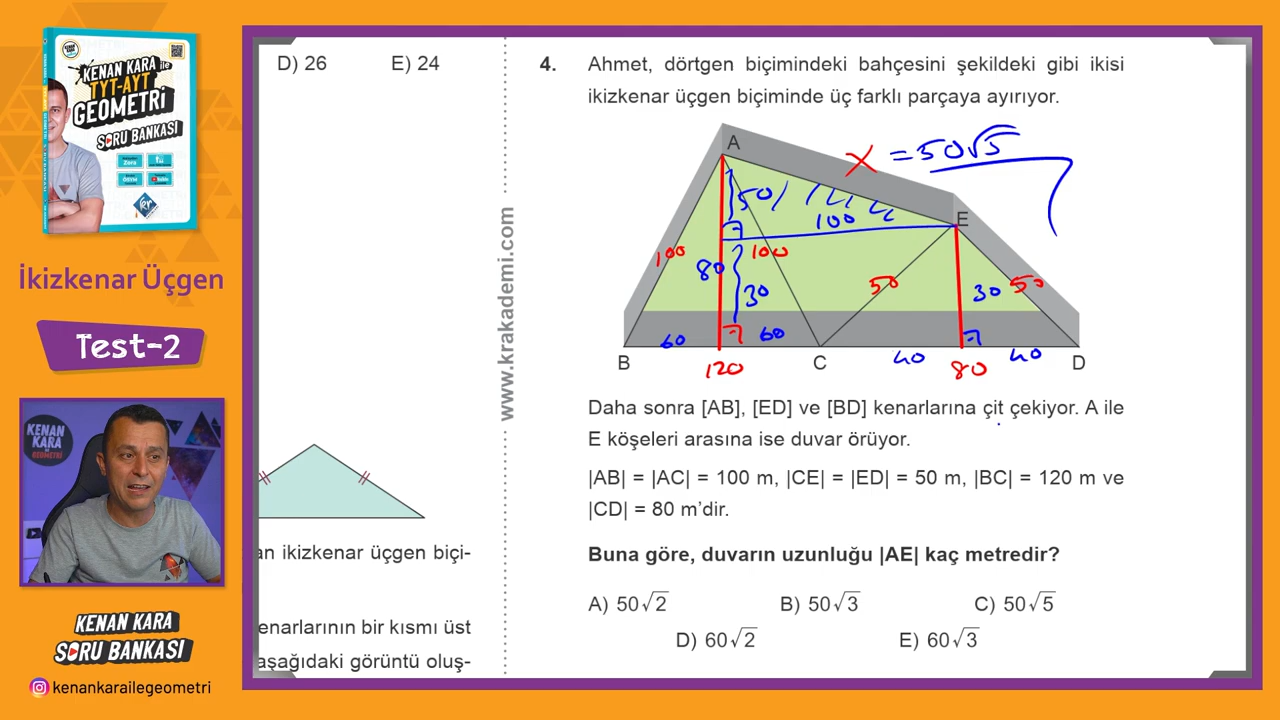 KENAN KARA ile
TYT-AYT
GEOMETRİ
SORU BANKASI
İkizkenar Üçgen
Test-2
KENAN KARA
KENAN KARA
SORU BANKASI
kenankarailegeometri
D) 26 E) 24
an ikizkenar üçgen biçi-
enarlarının bir kısmı üst
aşağıdaki görüntü oluş-
www.krakademi.com
4. Ahmet, dörtgen biçimindeki bahçesini şekildeki gibi ikisi
ikizkenar üçgen biçiminde üç farklı parçaya ayırıyor.
A
x = 50√5
50
100
E
100
80
100
50
30
50
30
60
60
40
40
B
120
C
80
D
Daha sonra [AB], [ED] ve [BD] kenarlarına çit çekiyor. A ile
E köşeleri arasına ise duvar örüyor.
|AB| = |AC| = 100 m, |CE| = |ED| = 50 m, |BC| = 120 m ve
|CD| = 80 m’dir.
Buna göre, duvarın uzunluğu |AE| kaç metredir?
A) 50√2 B) 50√3 C) 50√5
D) 60√2 E) 60√3